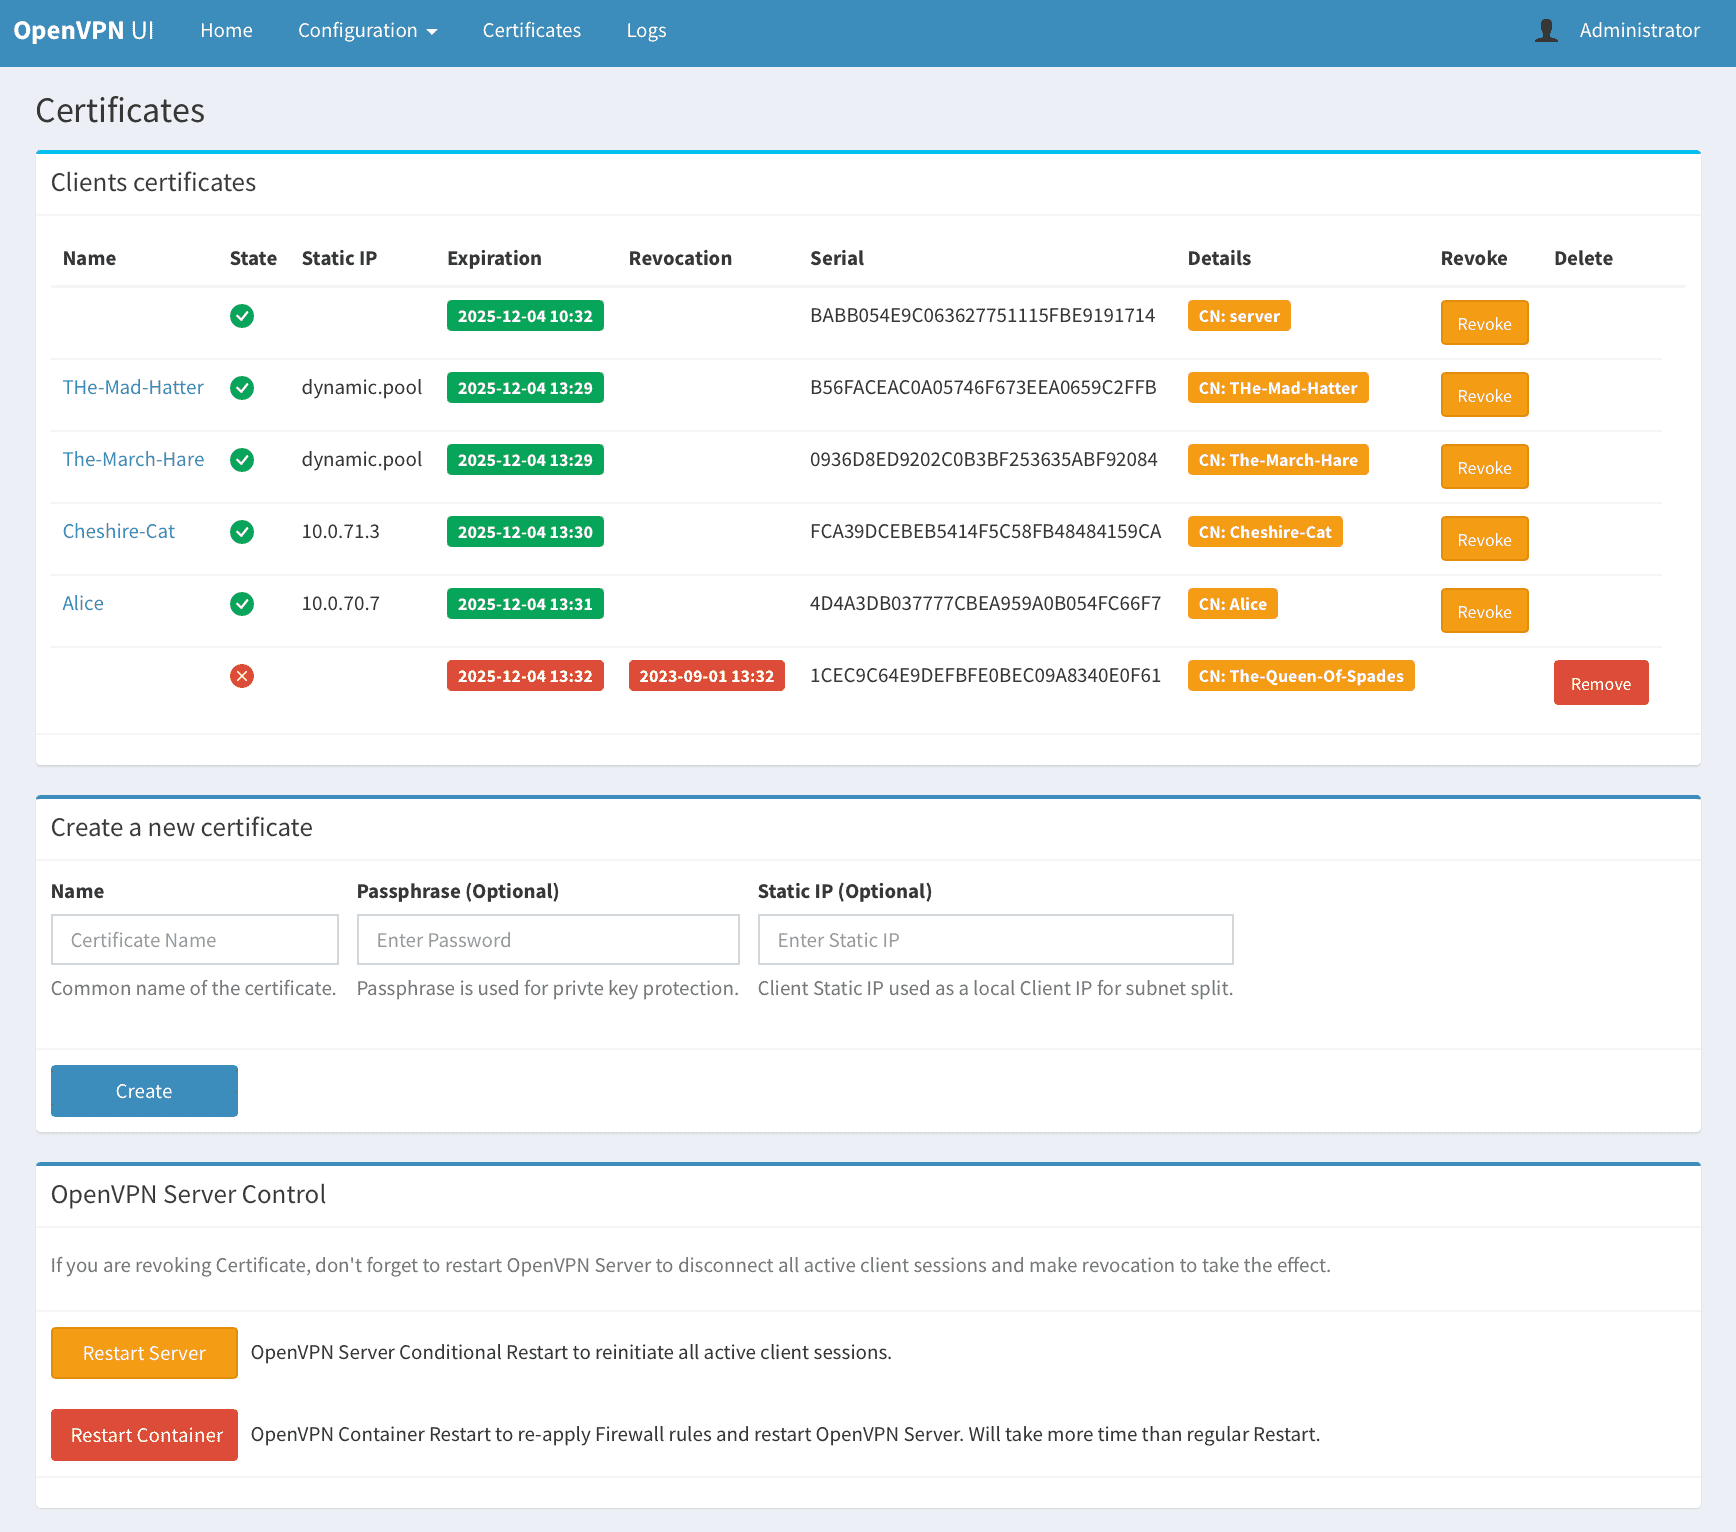 OpenVPN UI Home Configuration Certificates Logs Administrator
Certificates
Clients certificates
Name State Static IP Expiration Revocation Serial Details Revoke Delete
2025-12-04 10:32 BABB054E9C063627751115FBE9191714 CN: server Revoke
THe-Mad-Hatter dynamic.pool 2025-12-04 13:29 B56FACEAC0A05746F673EEA0659C2FFB CN: THe-Mad-Hatter Revoke
The-March-Hare dynamic.pool 2025-12-04 13:29 0936D8ED9202C0B3BF253635ABF92084 CN: The-March-Hare Revoke
Cheshire-Cat 10.0.71.3 2025-12-04 13:30 FCA39DCEBEB5414F5C58FB48484159CA CN: Cheshire-Cat Revoke
Alice 10.0.70.7 2025-12-04 13:31 4D4A3DB037777CBEA959A0B054FC66F7 CN: Alice Revoke
2025-12-04 13:32 2023-09-01 13:32 1CEC9C64E9DEFBFE0BEC09A8340E0F61 CN: The-Queen-Of-Spades Remove
Create a new certificate
Name Passphrase (Optional) Static IP (Optional)
Certificate Name Enter Password Enter Static IP
Common name of the certificate. Passphrase is used for privte key protection. Client Static IP used as a local Client IP for subnet split.
Create
OpenVPN Server Control
If you are revoking Certificate, don't forget to restart OpenVPN Server to disconnect all active client sessions and make revocation to take the effect.
Restart Server OpenVPN Server Conditional Restart to reinitiate all active client sessions.
Restart Container OpenVPN Container Restart to re-apply Firewall rules and restart OpenVPN Server. Will take more time than regular Restart.